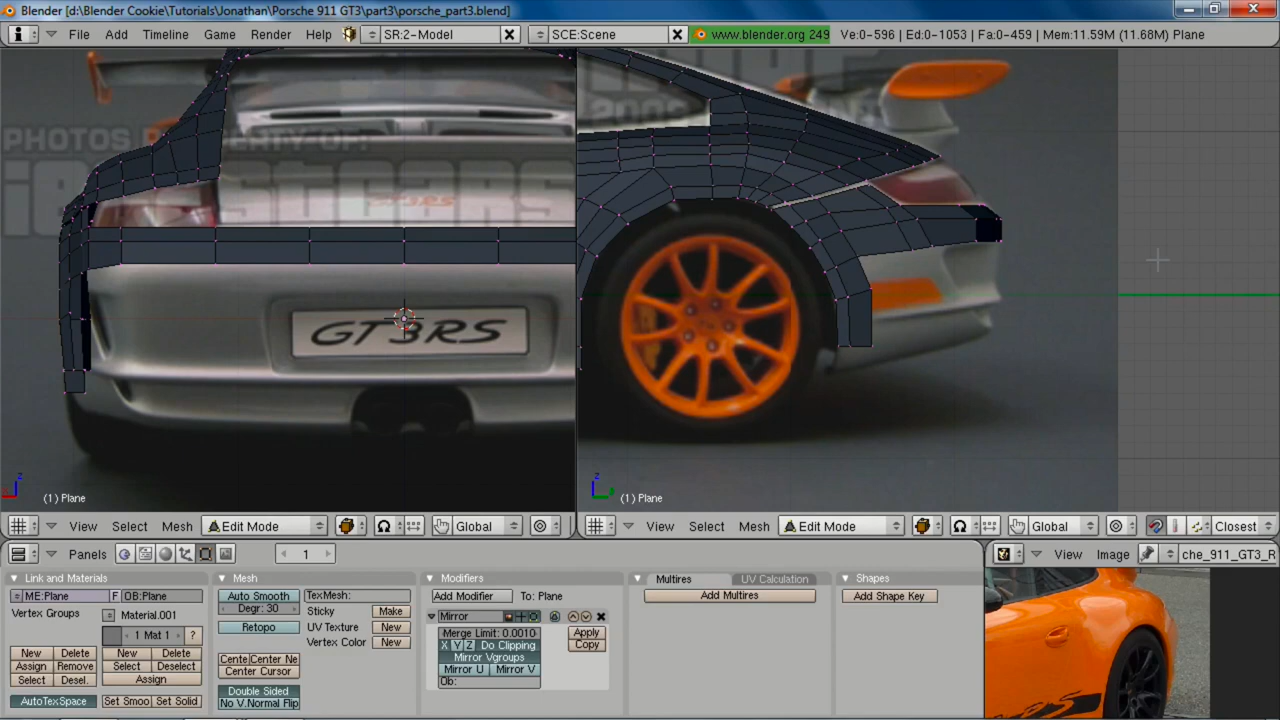 Blender [d:\Blender Cookie\Tutorials\Jonathan\Porsche 911 GT3\part3\porsche_part3.blend]
File Add Timeline Game Render Help SR:2-Model SCE:Scene www.blender.org 249 Ve:0-596 | Ed:0-1053 | Fa:0-459 | Mem:11.59M (11.68M) Plane
PHOTOS PROPERTY OF:
2005
GT3RS
GT3RS
z
z
(1) Plane
(1) Plane
View Select Mesh Edit Mode Global
View Select Mesh Edit Mode Global Closest
Panels 1
View Image che_911_GT3_R
Link and Materials
ME:Plane F OB:Plane
Vertex Groups
Material.001
1 Mat 1 ?
New Delete New Delete
Assign Remove Select Deselect
Select Desel. Assign
AutoTexSpace Set Smoo Set Solid
Mesh
Auto Smooth
Degr: 30
Retopo
Cente Center Ne
Center Cursor
Double Sided
No V.Normal Flip
TexMesh:
Sticky Make
UV Texture New
Vertex Color New
Modifiers
Add Modifier To: Plane
Mirror
Merge Limit: 0.0010 Apply
X Y Z Do Clipping Copy
Mirror Vgroups
Mirror U Mirror V
Ob:
Multires UV Calculation
Add Multires
Shapes
Add Shape Key